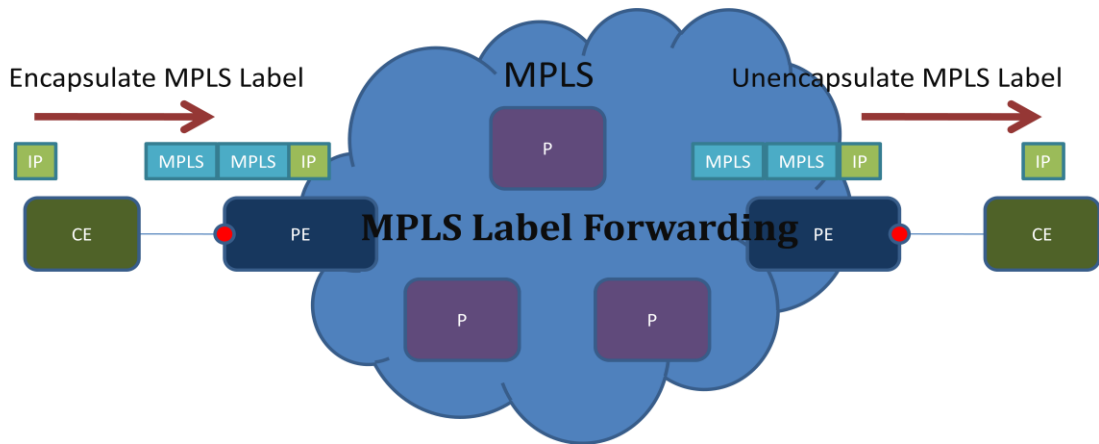 MPLS
Encapsulate MPLS Label
Unencapsulate MPLS Label
P
IP
MPLS MPLS IP
MPLS MPLS IP
IP
CE
PE
MPLS Label Forwarding
PE
CE
P
P